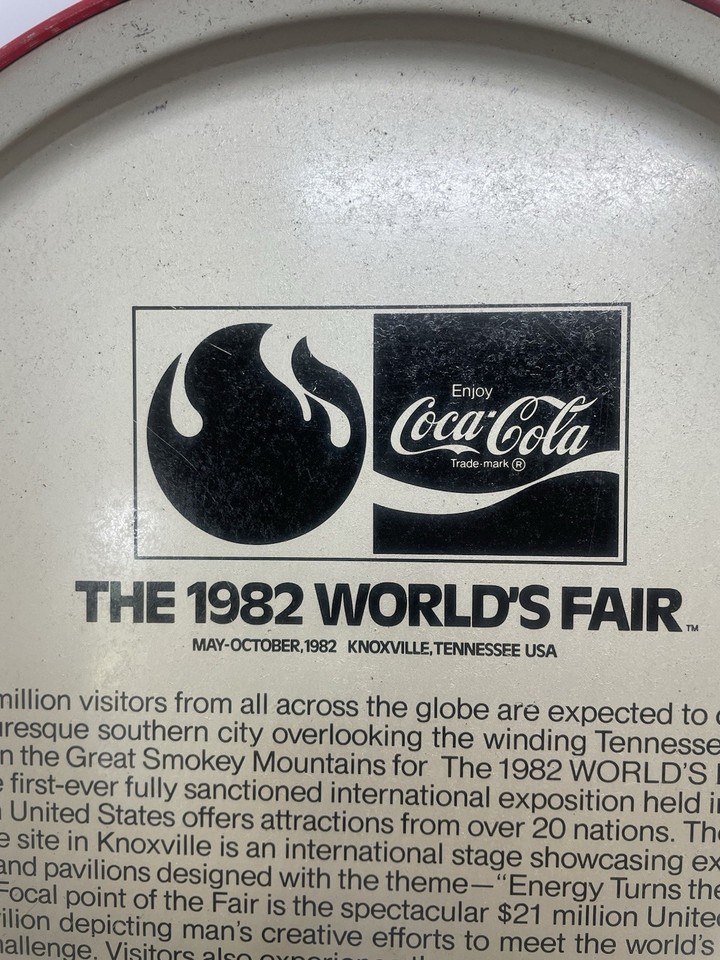 Enjoy
Coca-Cola
Trade-mark ®
THE 1982 WORLD'S FAIR™
MAY-OCTOBER, 1982 KNOXVILLE, TENNESSEE USA
million visitors from all across the globe are expected to
uresque southern city overlooking the winding Tennesse
n the Great Smokey Mountains for The 1982 WORLD'S
e first-ever fully sanctioned international exposition held i
United States offers attractions from over 20 nations. Th
e site in Knoxville is an international stage showcasing ex
and pavilions designed with the theme—"Energy Turns the
Focal point of the Fair is the spectacular $21 million United
ilion depicting man's creative efforts to meet the world's
hallenge. Visitors also